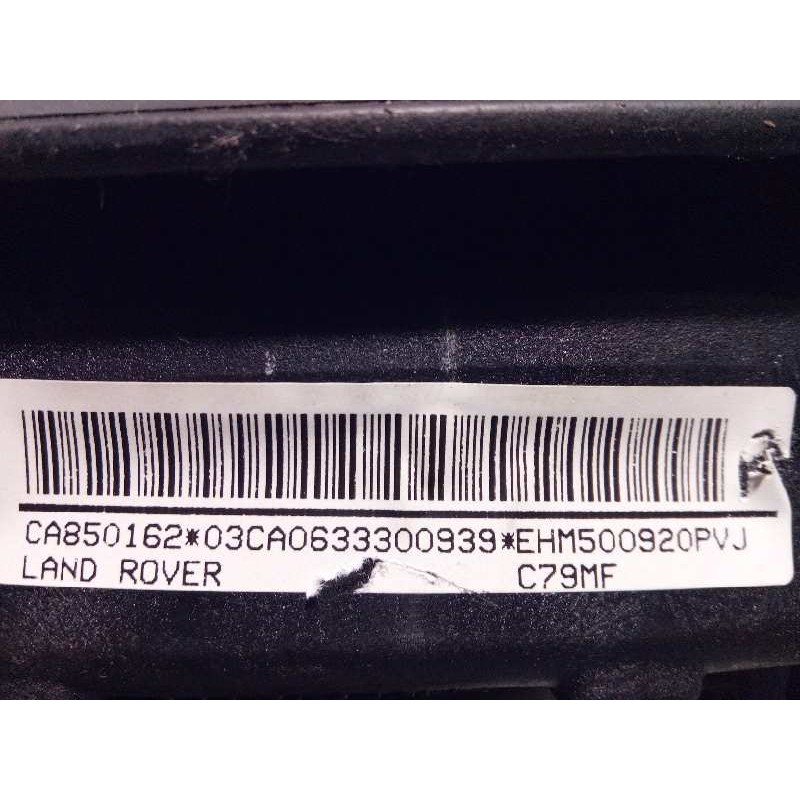 CA850162*03CA0633300939*EHM500920PVJ
LAND ROVER C79MF